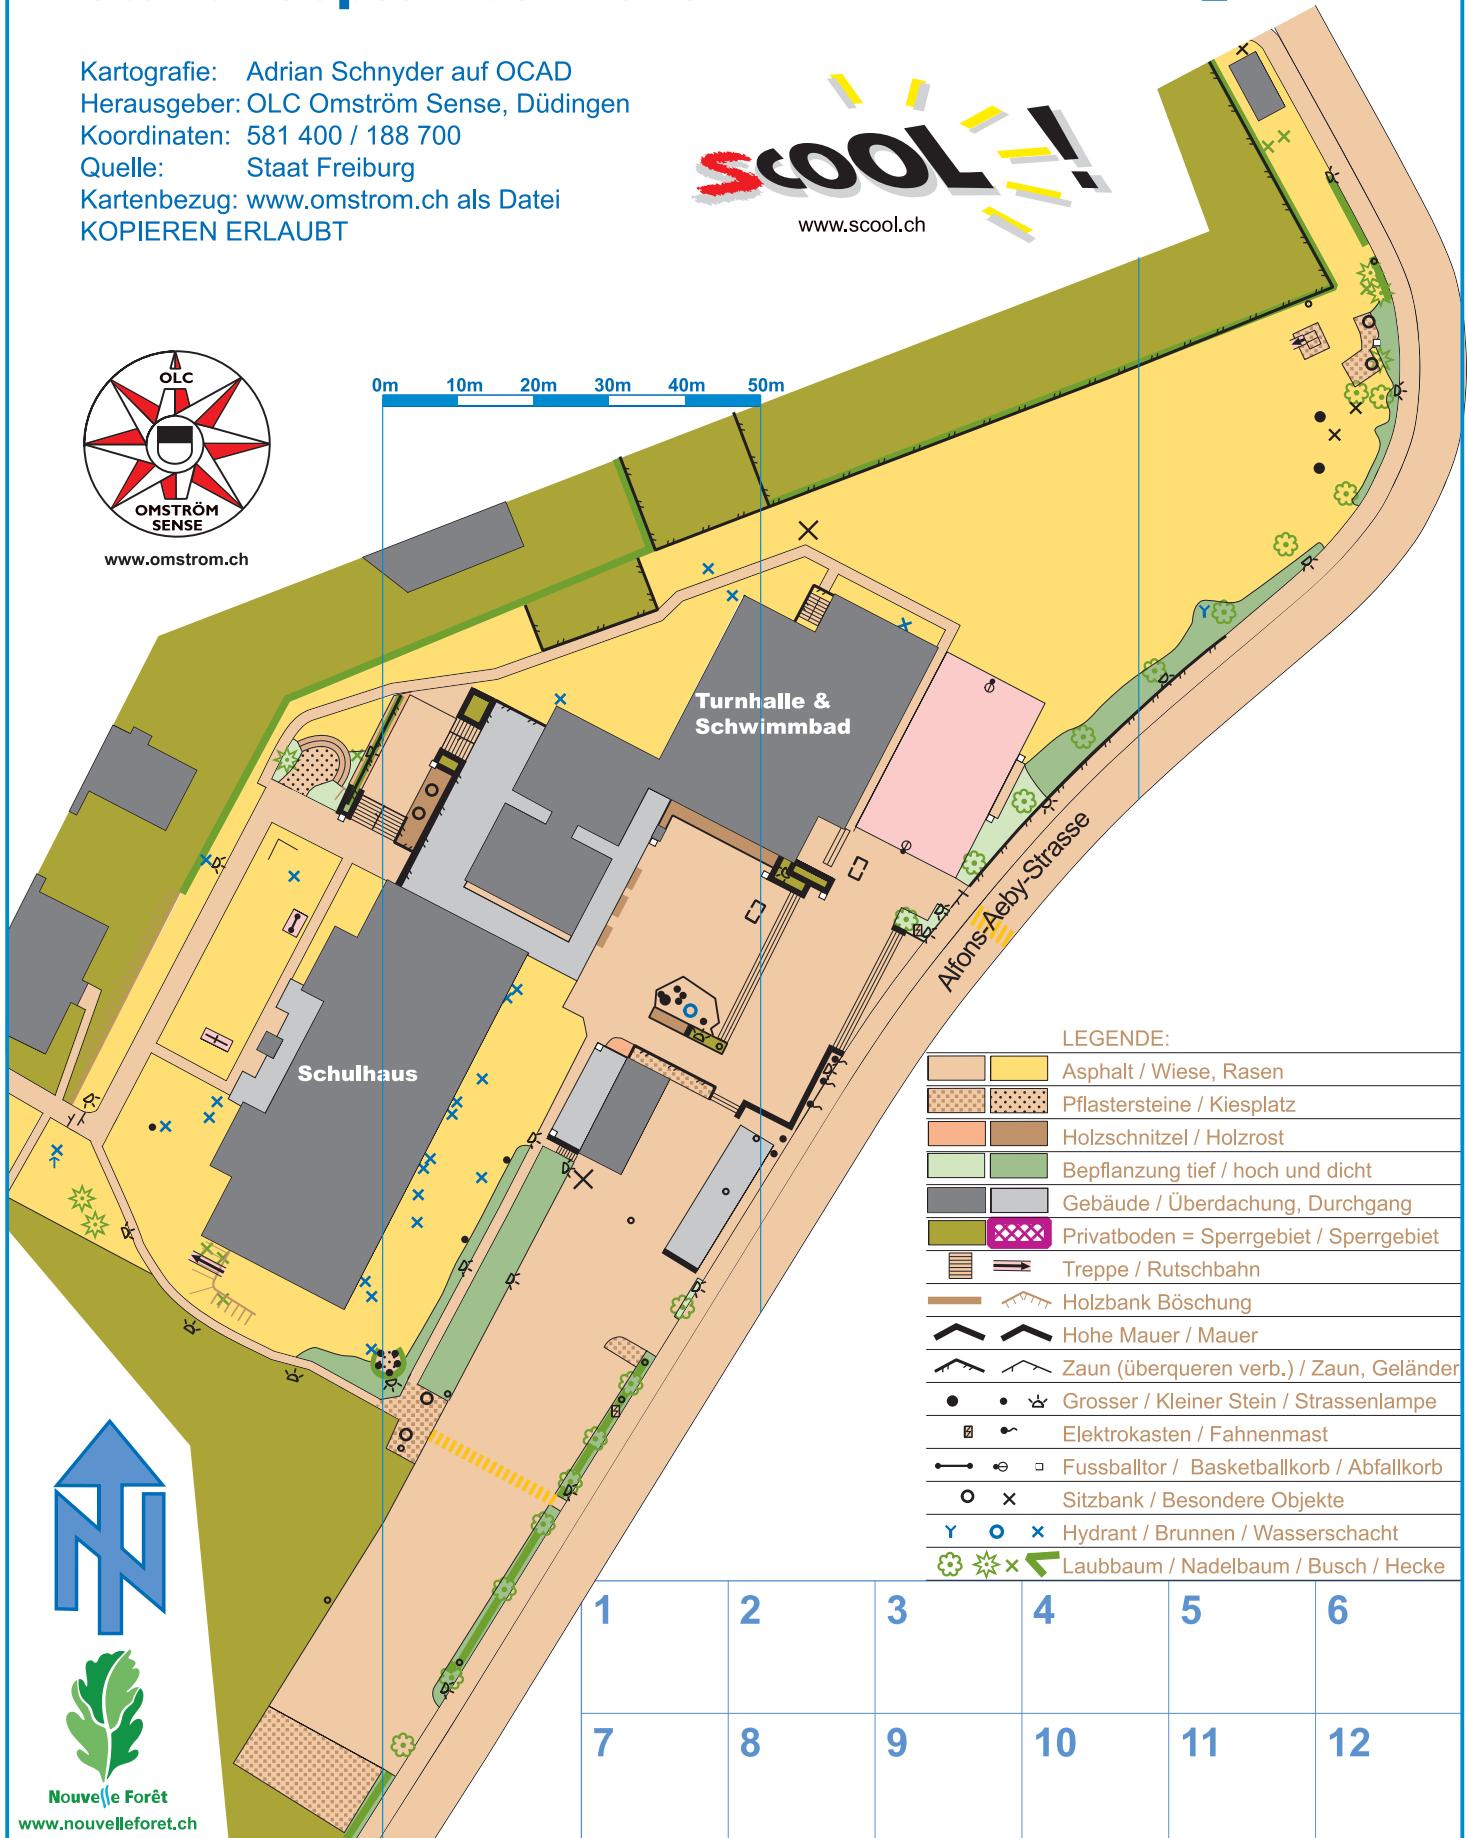 Kartografie: Adrian Schnyder auf OCAD
Herausgeber: OLC Omström Sense, Düdingen
Koordinaten: 581 400 / 188 700
Quelle: Staat Freiburg
Kartenbezug: www.omstrom.ch als Datei
KOPIEREN ERLAUBT
scool !
www.scool.ch
OLC
OMSTRÖM
SENSE
www.omstrom.ch
0m 10m 20m 30m 40m 50m
Turnhalle &
Schwimmbad
Schulhaus
Alfons-Aeby-Strasse
LEGENDE:
Asphalt / Wiese, Rasen
Pflastersteine / Kiesplatz
Holzschnitzel / Holzrost
Bepflanzung tief / hoch und dicht
Gebäude / Überdachung, Durchgang
Privatboden = Sperrgebiet / Sperrgebiet
Treppe / Rutschbahn
Holzbank Böschung
Hohe Mauer / Mauer
Zaun (überqueren verb.) / Zaun, Geländer
Grosser / Kleiner Stein / Strassenlampe
Elektrokasten / Fahnenmast
Fussballtor / Basketballkorb / Abfallkorb
Sitzbank / Besondere Objekte
Hydrant / Brunnen / Wasserschacht
Laubbaum / Nadelbaum / Busch / Hecke
1 2 3 4 5 6
7 8 9 10 11 12
N
Nouvelle Forêt
www.nouvelleforet.ch